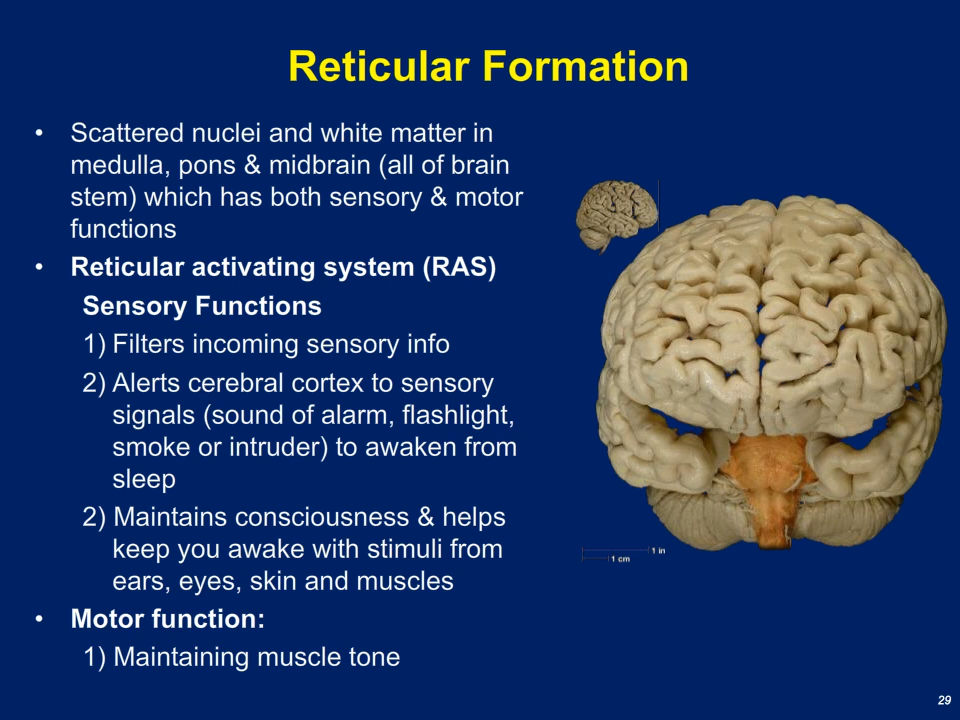 Reticular Formation
• Scattered nuclei and white matter in
medulla, pons & midbrain (all of brain
stem) which has both sensory & motor
functions
• Reticular activating system (RAS)
Sensory Functions
1) Filters incoming sensory info
2) Alerts cerebral cortex to sensory
signals (sound of alarm, flashlight,
smoke or intruder) to awaken from
sleep
2) Maintains consciousness & helps
keep you awake with stimuli from
ears, eyes, skin and muscles
• Motor function:
1) Maintaining muscle tone
1 in
1 cm
29